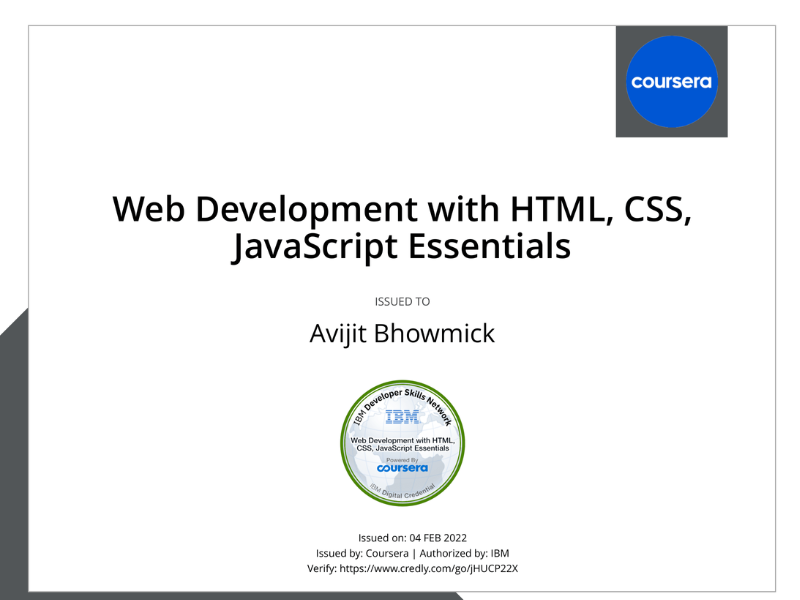 coursera
Web Development with HTML, CSS,
JavaScript Essentials
ISSUED TO
Avijit Bhowmick
IBM Developer Skills Network
IBM
Web Development with HTML,
CSS, JavaScript Essentials
Powered By
coursera
IBM Digital Credential
Issued on: 04 FEB 2022
Issued by: Coursera | Authorized by: IBM
Verify: https://www.credly.com/go/jHUCP22X